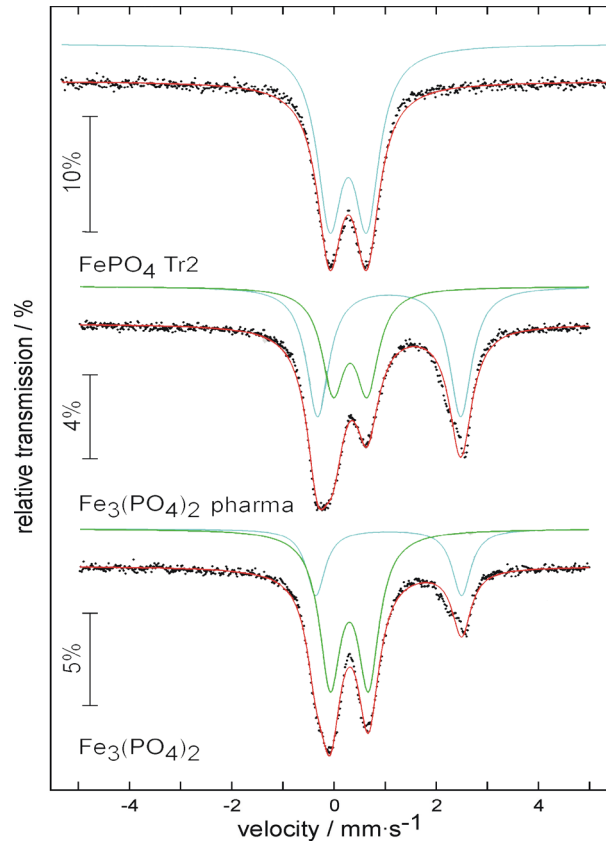 relative transmission / %
10%
FePO₄ Tr2
4%
Fe₃(PO₄)₂ pharma
5%
Fe₃(PO₄)₂
-4 -2 0 2 4
velocity / mm·s⁻¹